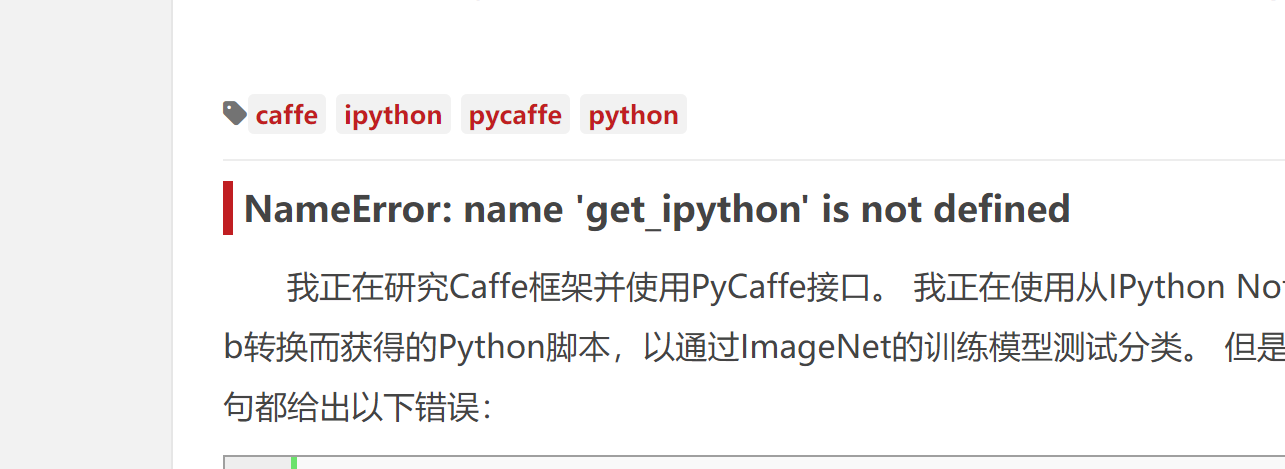 caffe ipython pycaffe python
NameError: name 'get_ipython' is not defined
我正在研究Caffe框架并使用PyCaffe接口。 我正在使用从IPython
b转换而获得的Python脚本，以通过ImageNet的训练模型测试分类。 但是
句都给出以下错误：